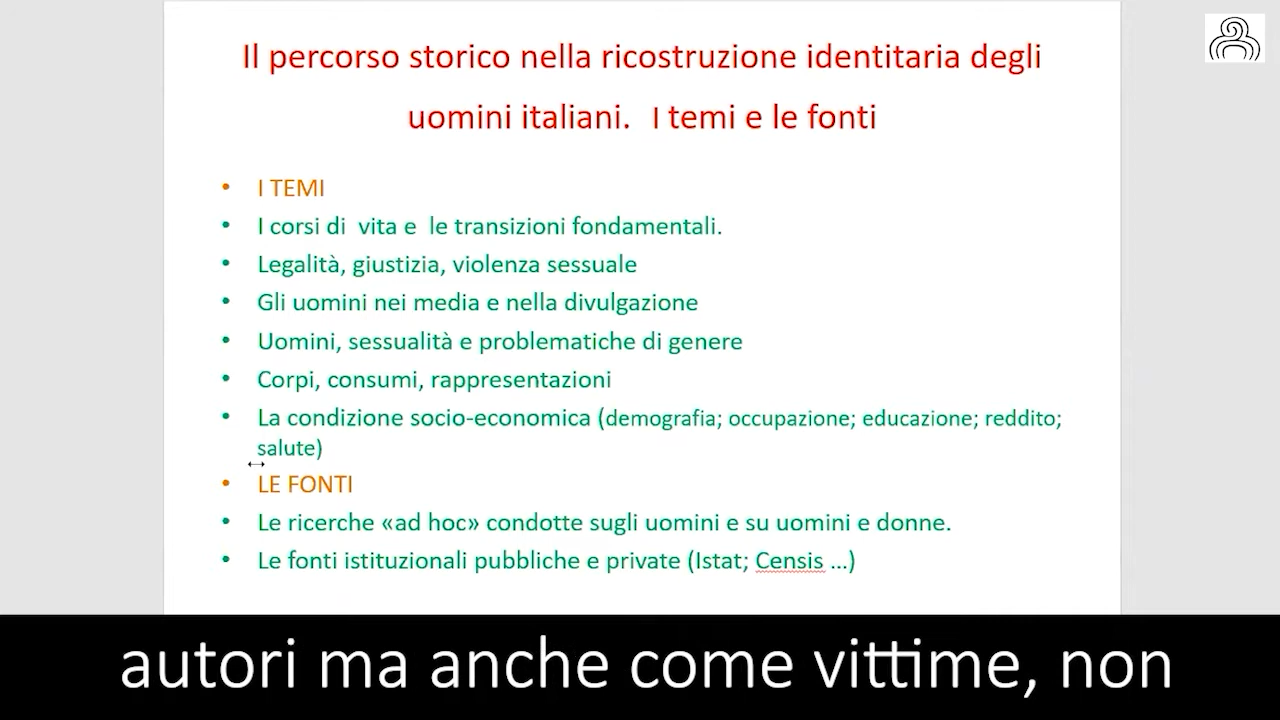 Il percorso storico nella ricostruzione identitaria degli
uomini italiani. I temi e le fonti
• I TEMI
• I corsi di vita e le transizioni fondamentali.
• Legalità, giustizia, violenza sessuale
• Gli uomini nei media e nella divulgazione
• Uomini, sessualità e problematiche di genere
• Corpi, consumi, rappresentazioni
• La condizione socio-economica (demografia; occupazione; educazione; reddito;
salute)
• LE FONTI
• Le ricerche «ad hoc» condotte sugli uomini e su uomini e donne.
• Le fonti istituzionali pubbliche e private (Istat; Censis ...)
autori ma anche come vittime, non